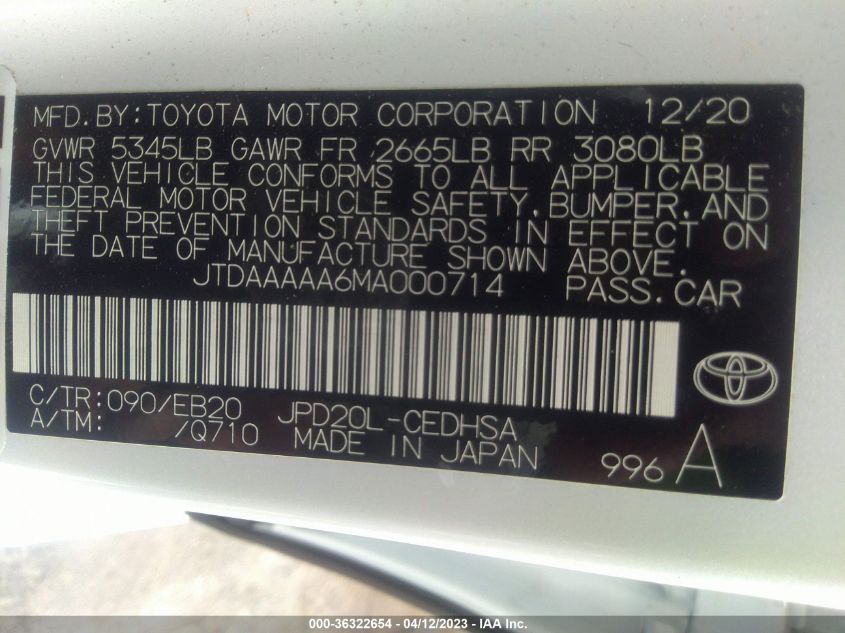 MFD. BY: TOYOTA MOTOR CORPORATION 12/20
GVWR 5345LB GAWR FR 2665LB RR 3080LB
THIS VEHICLE CONFORMS TO ALL APPLICABLE
FEDERAL MOTOR VEHICLE SAFETY, BUMPER, AND
THEFT PREVENTION STANDARDS IN EFFECT ON
THE DATE OF MANUFACTURE SHOWN ABOVE.
JTDAAAAA6MA000714 PASS. CAR
C/TR: 090/EB20 JPD20L-CEDHSA
A/TM: /Q710 MADE IN JAPAN
996 A
000-36322654 - 04/12/2023 - IAA Inc.